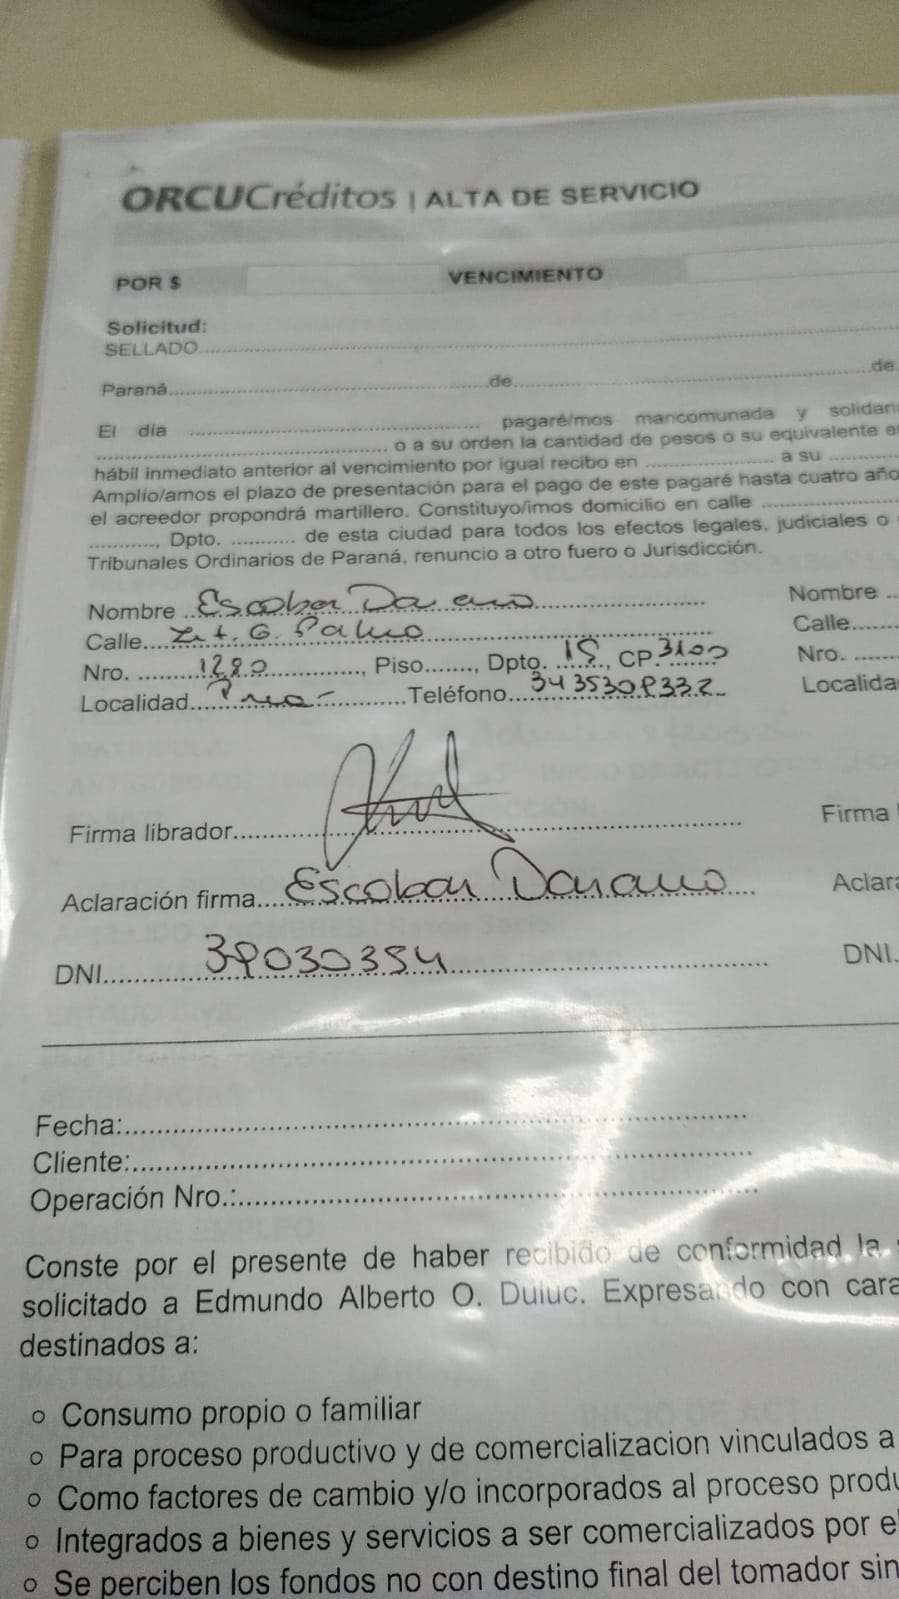 ORCUCréditos | ALTA DE SERVICIO
POR $ VENCIMIENTO
Solicitud:
SELLADO
Paraná de de
El día pagaré/mos mancomunada y solidari
o a su orden la cantidad de pesos o su equivalente e
hábil inmediato anterior al vencimiento por igual recibo en a su
Amplío/amos el plazo de presentación para el pago de este pagaré hasta cuatro año
el acreedor propondrá martillero. Constituyo/imos domicilio en calle
, Dpto. de esta ciudad para todos los efectos legales, judiciales o
Tribunales Ordinarios de Paraná, renuncio a otro fuero o Jurisdicción.
Nombre Escobar Nombre
Calle G. Calle
Nro. , Piso , Dpto. , CP. 3100 Nro.
Localidad Teléfono Localida
Firma librador Firma
Aclaración firma Escobar Aclar
DNI DNI.
Fecha:
Cliente:
Operación Nro.:
Conste por el presente de haber recibido de conformidad la
solicitado a Edmundo Alberto O. Duluc. Expresando con cara
destinados a:
Consumo propio o familiar
Para proceso productivo y de comercializacion vinculados a
Como factores de cambio y/o incorporados al proceso produ
Integrados a bienes y servicios a ser comercializados por e
Se perciben los fondos no con destino final del tomador sin